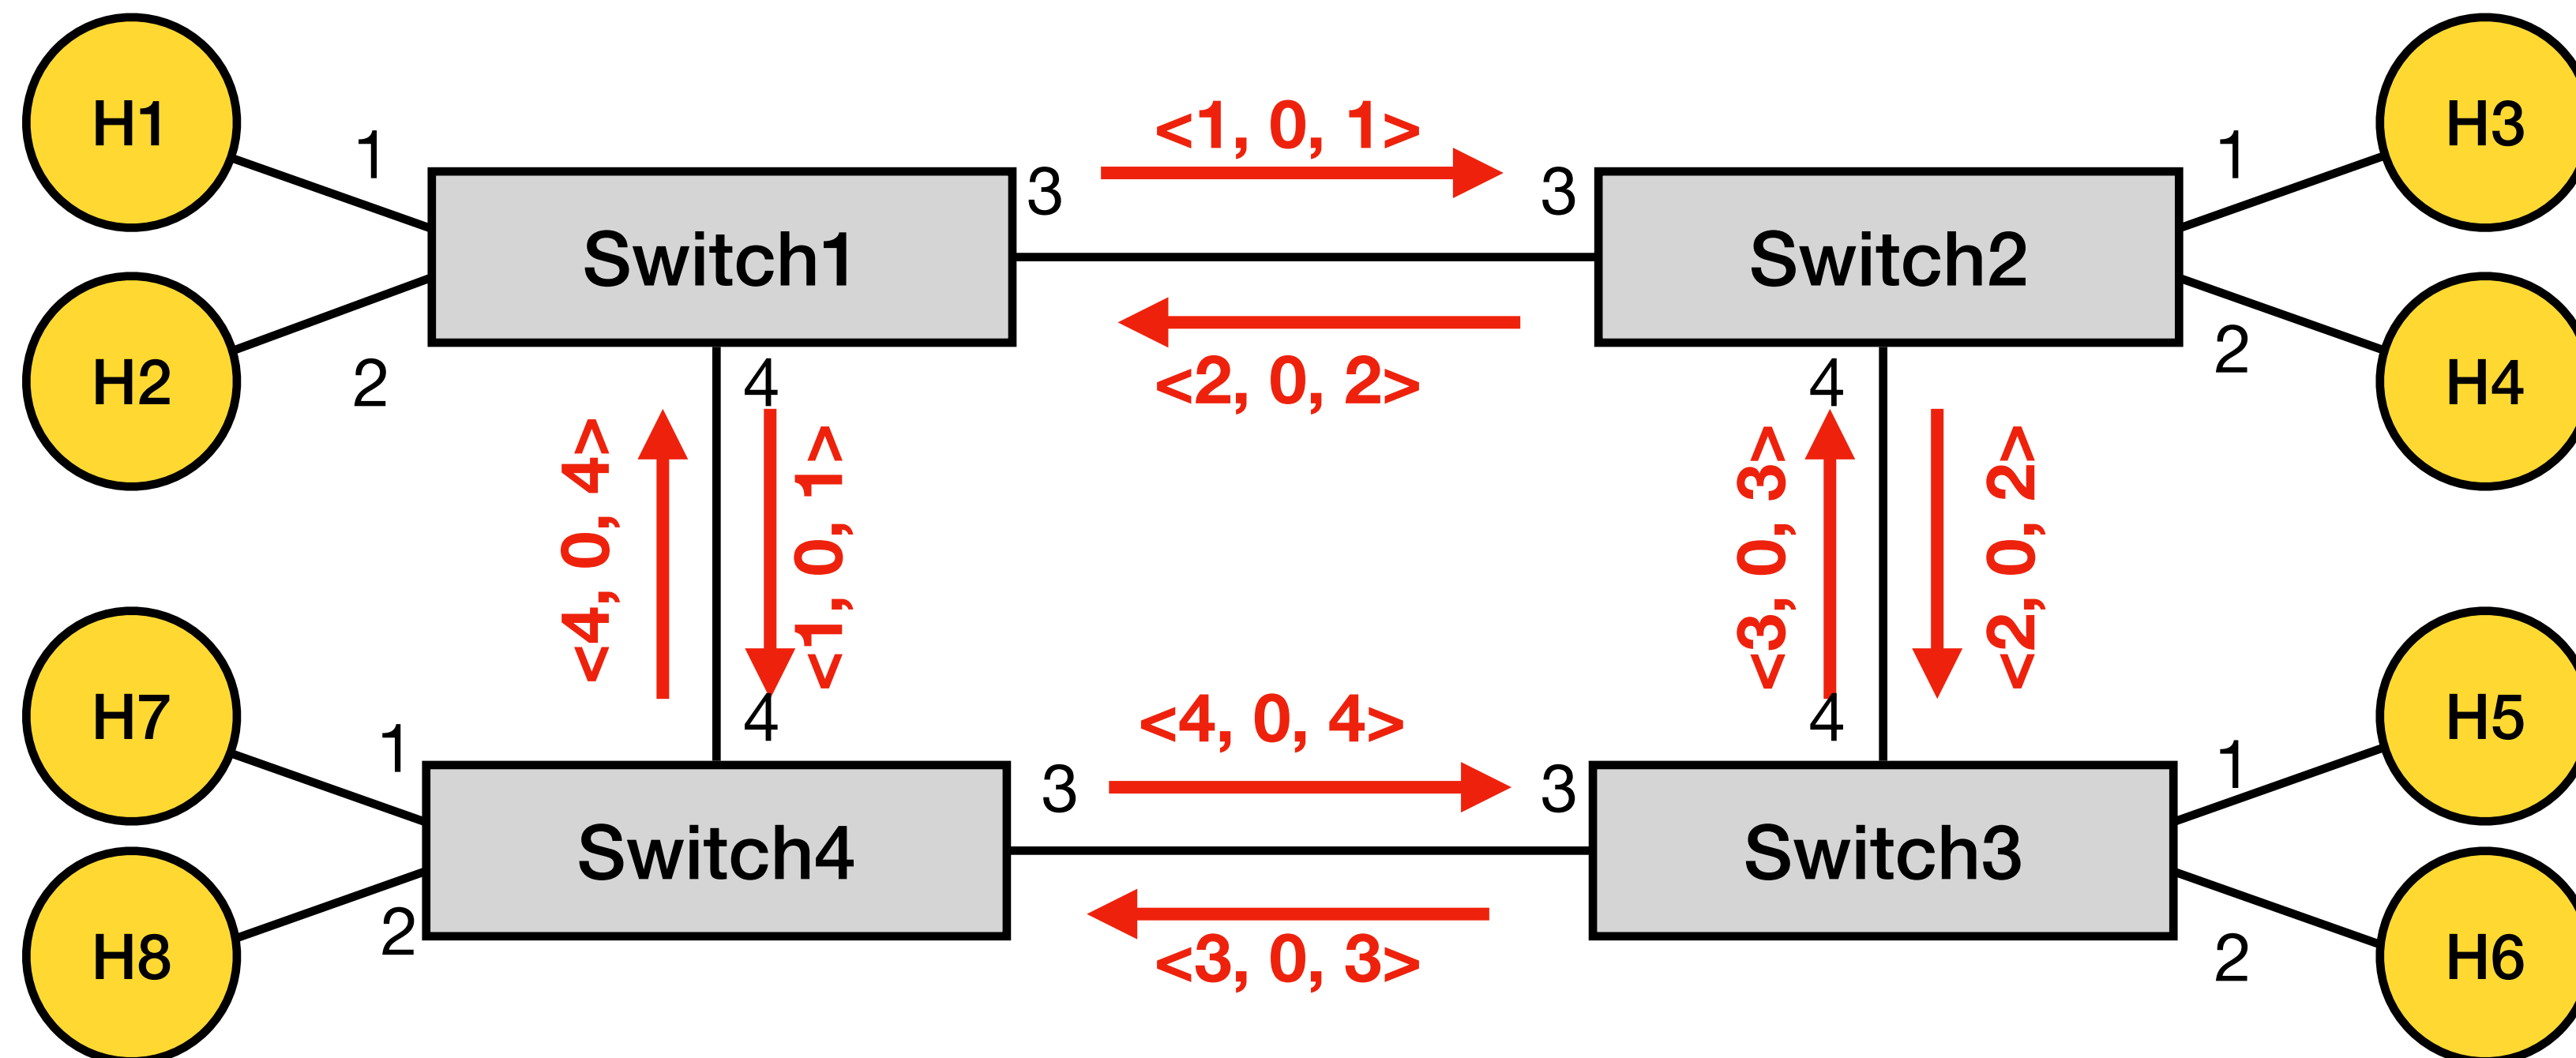 H1
1
<1, 0, 1>
1
H3
3
3
Switch1
Switch2
H2
2
4
<2, 0, 2>
4
2
H4
<4, 0, 4>
<1, 0, 1>
<3, 0, 3>
<2, 0, 2>
H7
1
4
<4, 0, 4>
4
1
H5
3
3
Switch4
Switch3
H8
2
<3, 0, 3>
2
H6